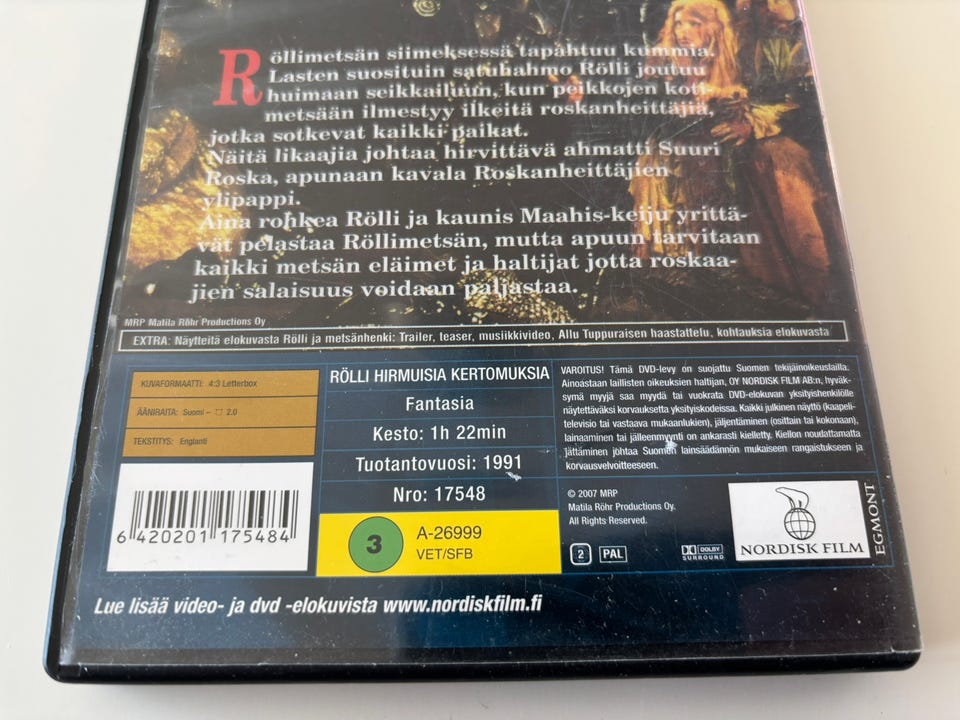 Röllimetsän siimeksessä tapahtuu kummia.
Lasten suosituin satuhahmo Rölli joutuu
huimaan seikkailuun, kun peikkojen koti-
metsään ilmestyy ilkeitä roskanheittäjiä,
jotka sotkevat kaikki paikat.
Näitä likaajia johtaa hirvittävä ahmatti Suuri
Roska, apunaan kavala Roskanheittäjien
ylipappi.
Aina rohkea Rölli ja kaunis Maahis-keiju yrittä-
vät pelastaa Röllimetsän, mutta apuun tarvitaan
kaikki metsän eläimet ja haltijat jotta roskaa-
jien salaisuus voidaan paljastaa.
MRP Matila Röhr Productions Oy
EXTRA: Näytteitä elokuvasta Rölli ja metsänhenki: Trailer, teaser, musiikkivideo, Allu Tuppuraisen haastattelu, kohtauksia elokuvasta
KUVAFORMAATTI: 4:3 Letterbox
ÄÄNIRAITA: Suomi - 2.0
TEKSTITYS: Englanti
6 420201 175484
RÖLLI HIRMUISIA KERTOMUKSIA
Fantasia
Kesto: 1h 22min
Tuotantovuosi: 1991
Nro: 17548
3
A-26999
VET/SFB
VAROITUS! Tämä DVD-levy on suojattu Suomen tekijäinoikeuslailla.
Ainoastaan laillisten oikeuksien haltijan, OY NORDISK FILM AB:n, hyväk-
symä myyjä saa myydä tai vuokrata DVD-elokuvan yksityishenkilölle
näytettäväksi korvauksetta yksityiskodeissa. Kaikki julkinen näyttö (kaapeli-
televisio tai vastaava mukaanlukien), jäljentäminen (osittain tai kokonaan),
lainaaminen tai jälleenmyynti on ankarasti kielletty. Kiellon noudattamatta
jättäminen johtaa Suomen lainsäädännön mukaiseen rangaistukseen ja
korvausvelvoitteeseen.
© 2007 MRP
Matila Röhr Productions Oy.
All Rights Reserved.
2
PAL
DOLBY
SURROUND
NORDISK FILM
EGMONT
Lue lisää video- ja dvd -elokuvista www.nordiskfilm.fi